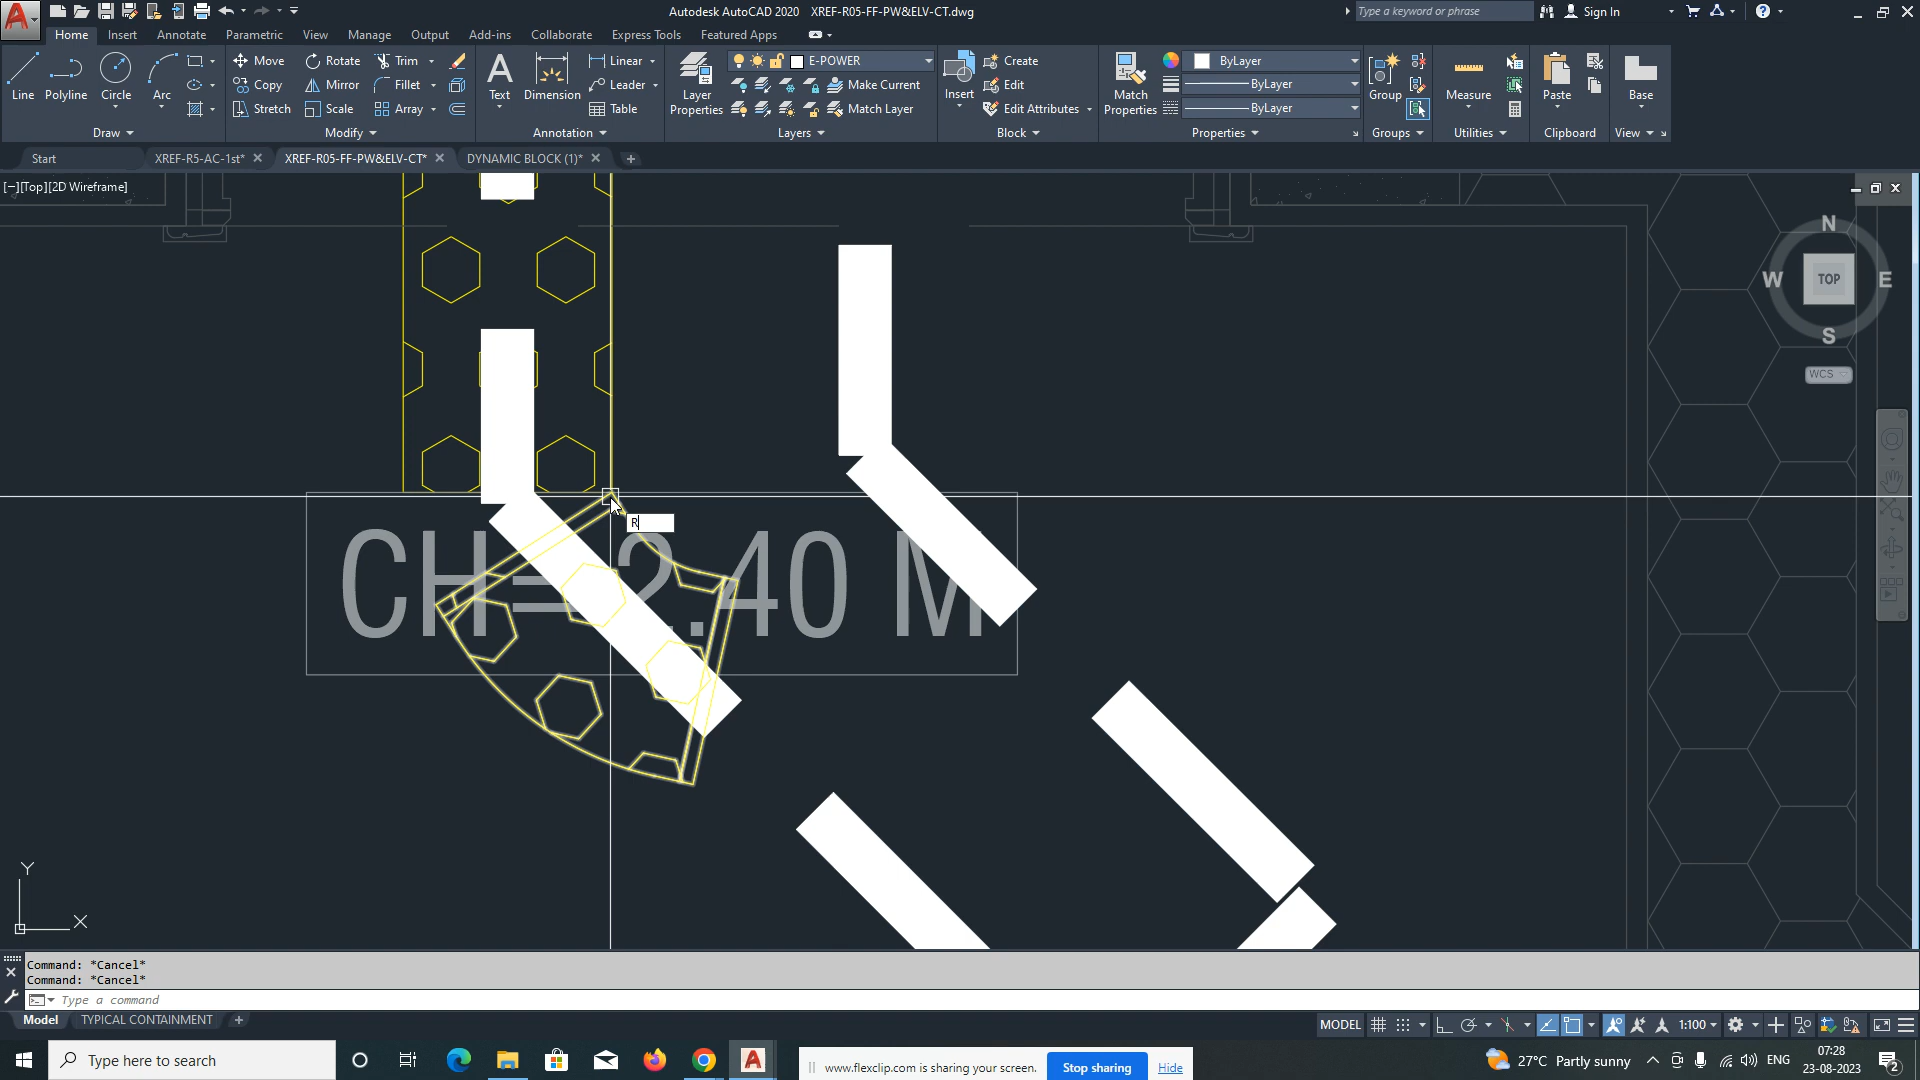 Autodesk AutoCAD 2020 XREF-R05-FF-PW&ELV-CT.dwg
Type a keyword or phrase
Sign In
Home Insert Annotate Parametric View Manage Output Add-ins Collaborate Express Tools Featured Apps
Line Polyline Circle Arc
Move Rotate Trim
Copy Mirror Fillet
Stretch Scale Array
Text Dimension
Linear
Leader
Table
Layer Properties
E-POWER
Make Current
Match Layer
Insert
Create
Edit
Edit Attributes
Match Properties
ByLayer
ByLayer
ByLayer
Group Measure Paste Base
Draw Modify Annotation Layers Block Properties Groups Utilities Clipboard View
Start XREF-R5-AC-1st* XREF-R05-FF-PW&ELV-CT* DYNAMIC BLOCK (1)*
[−][Top][2D Wireframe]
N
W TOP E
S
WCS
R
CH= 2.40 M
Y
X
Command: *Cancel*
Command: *Cancel*
Type a command
Model TYPICAL CONTAINMENT
MODEL 1:100
Type here to search
www.flexclip.com is sharing your screen. Stop sharing Hide
27°C Partly sunny
ENG
07:28
23-08-2023
2